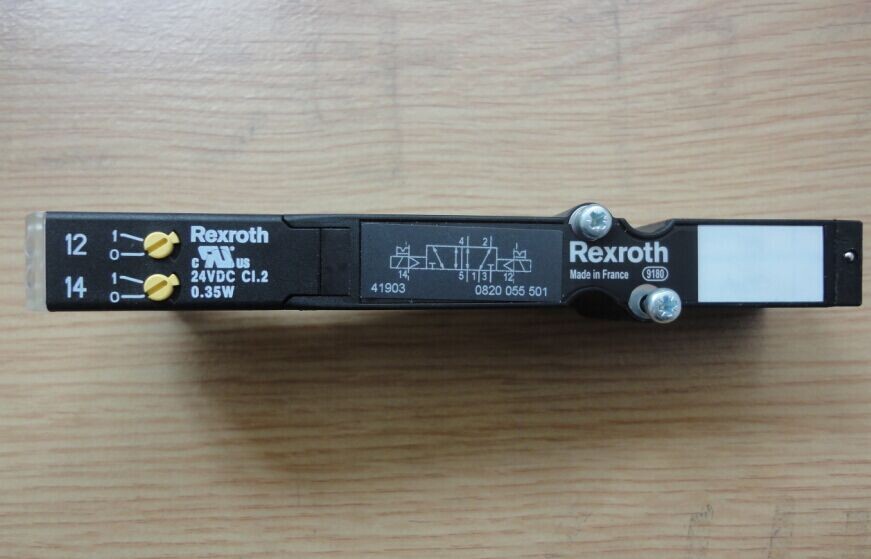 12
1
0
14
1
0
Rexroth
c UR US
24VDC Cl.2
0.35W
4 2
14 5 1 3 12
41903 0820 055 501
Rexroth
Made in France 9180